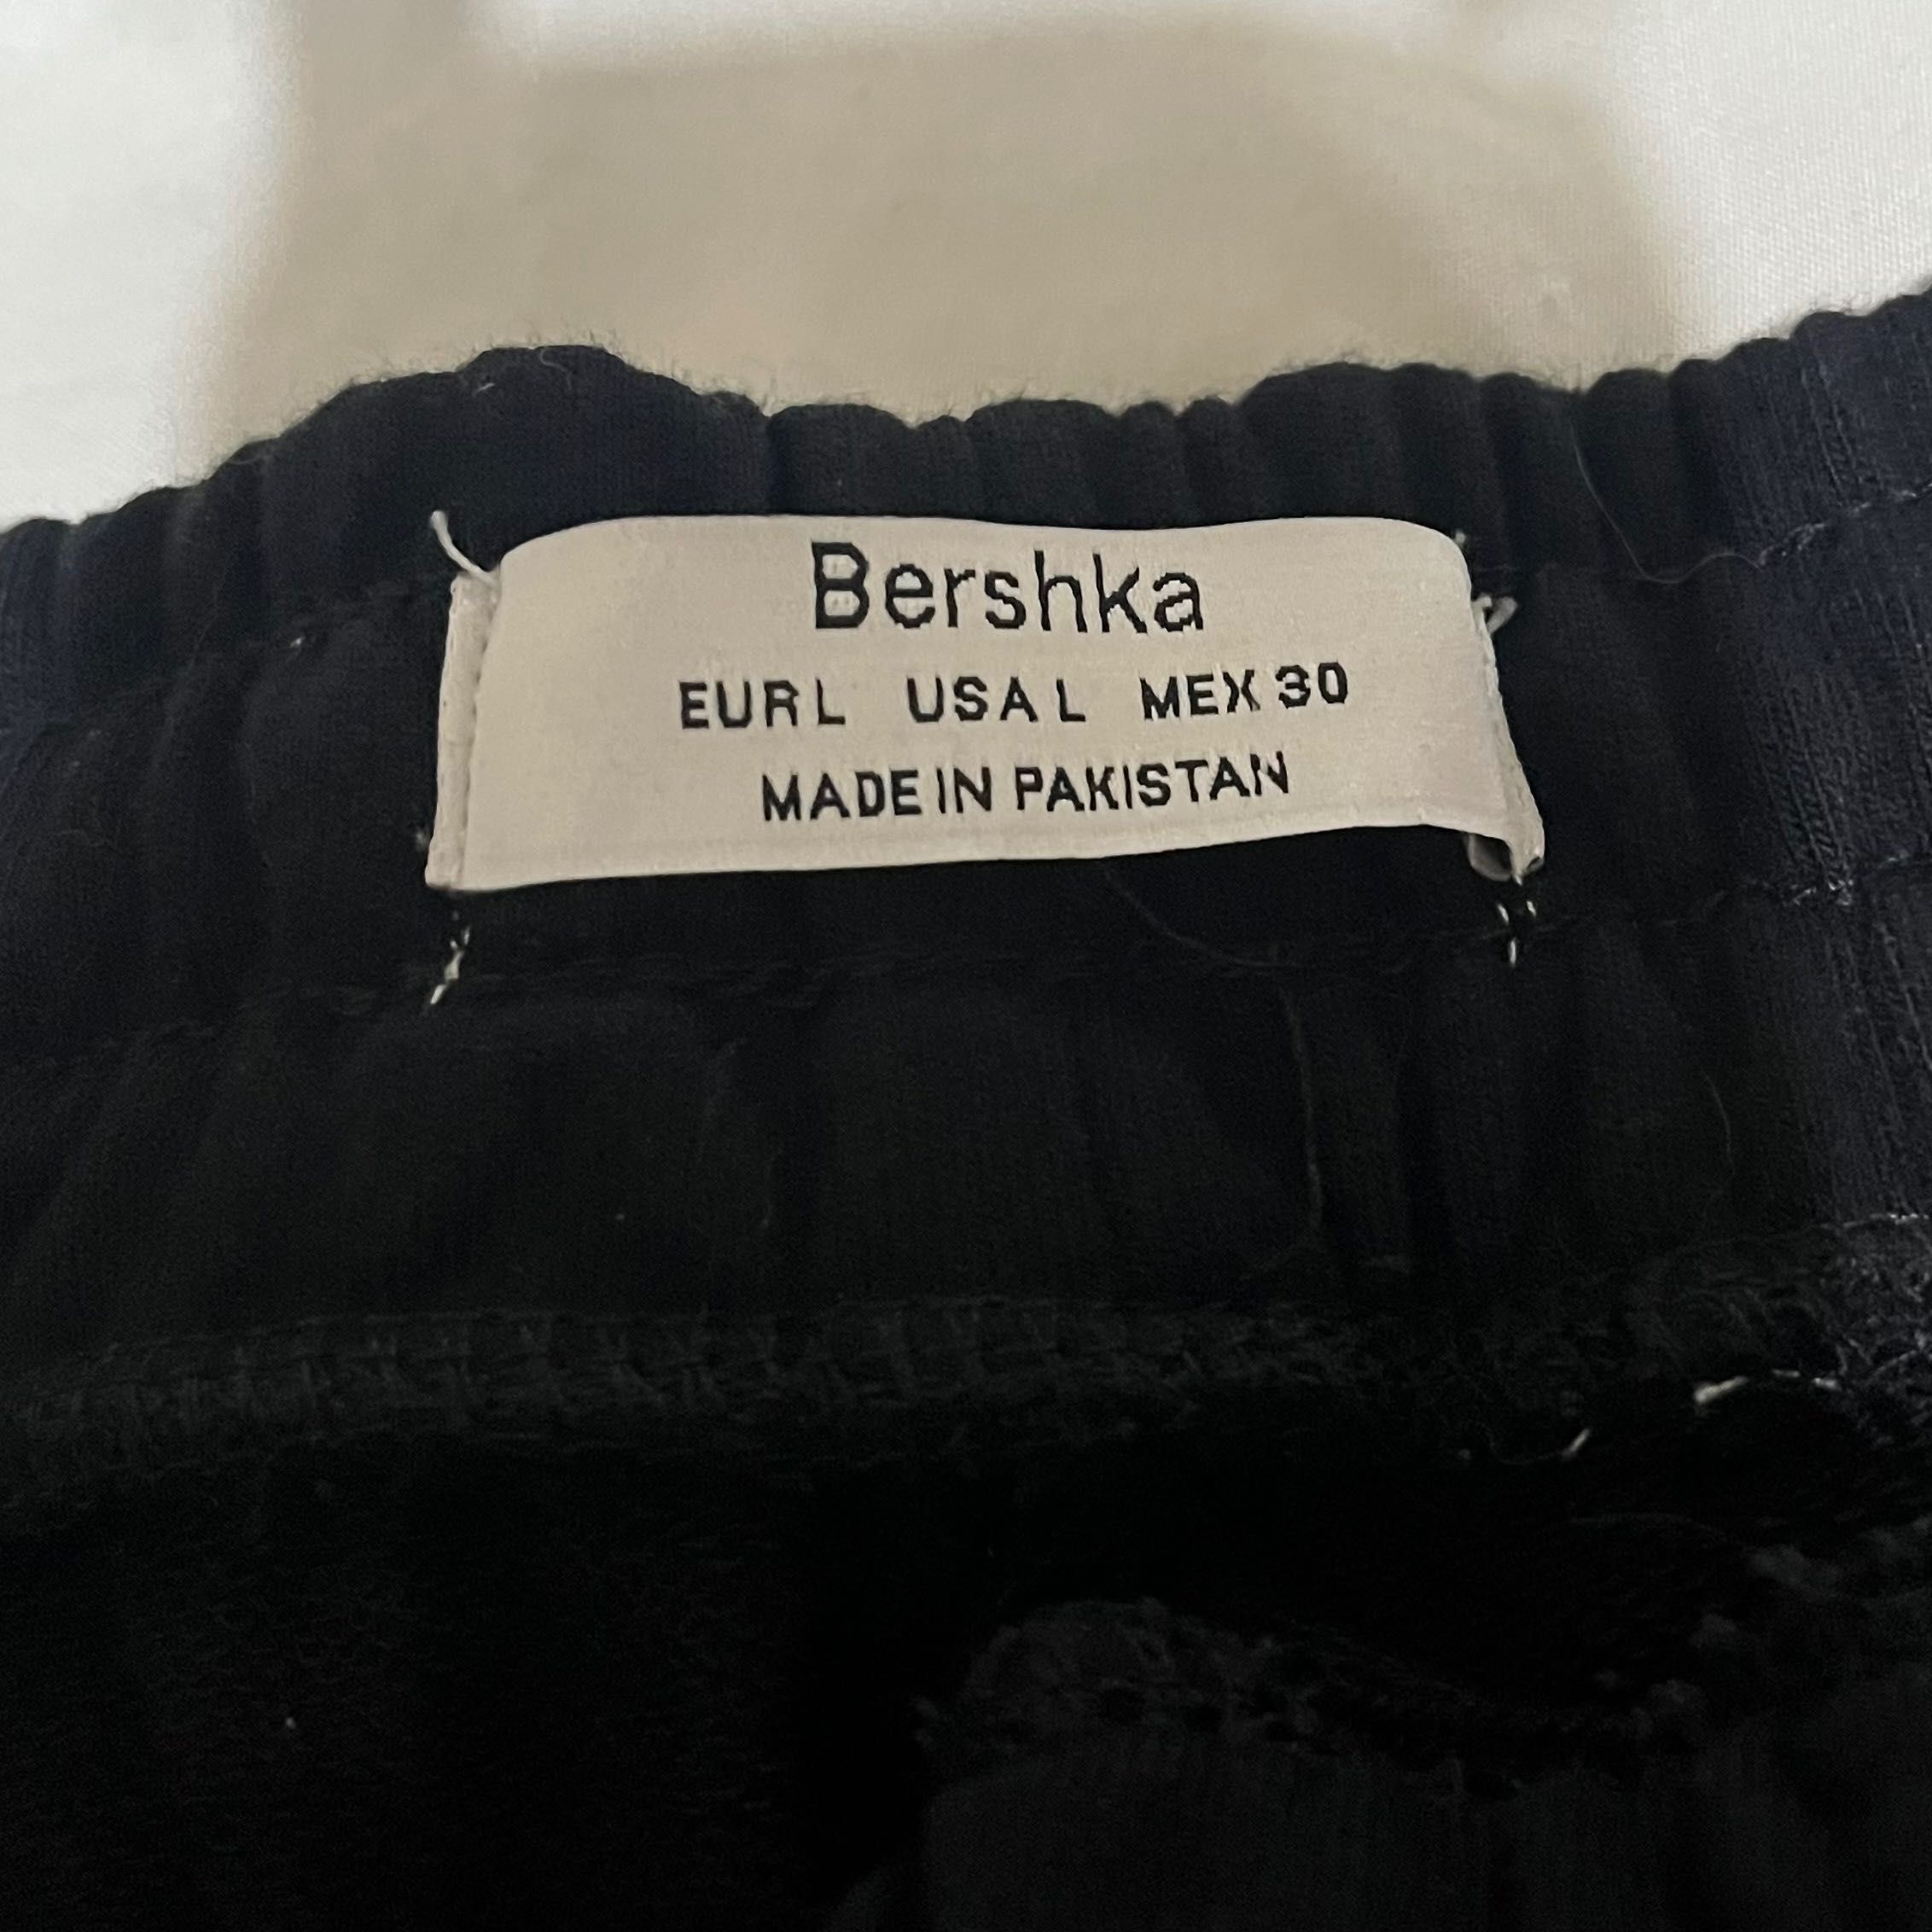 Bershka
EUR L USA L MEX 30
MADE IN PAKISTAN